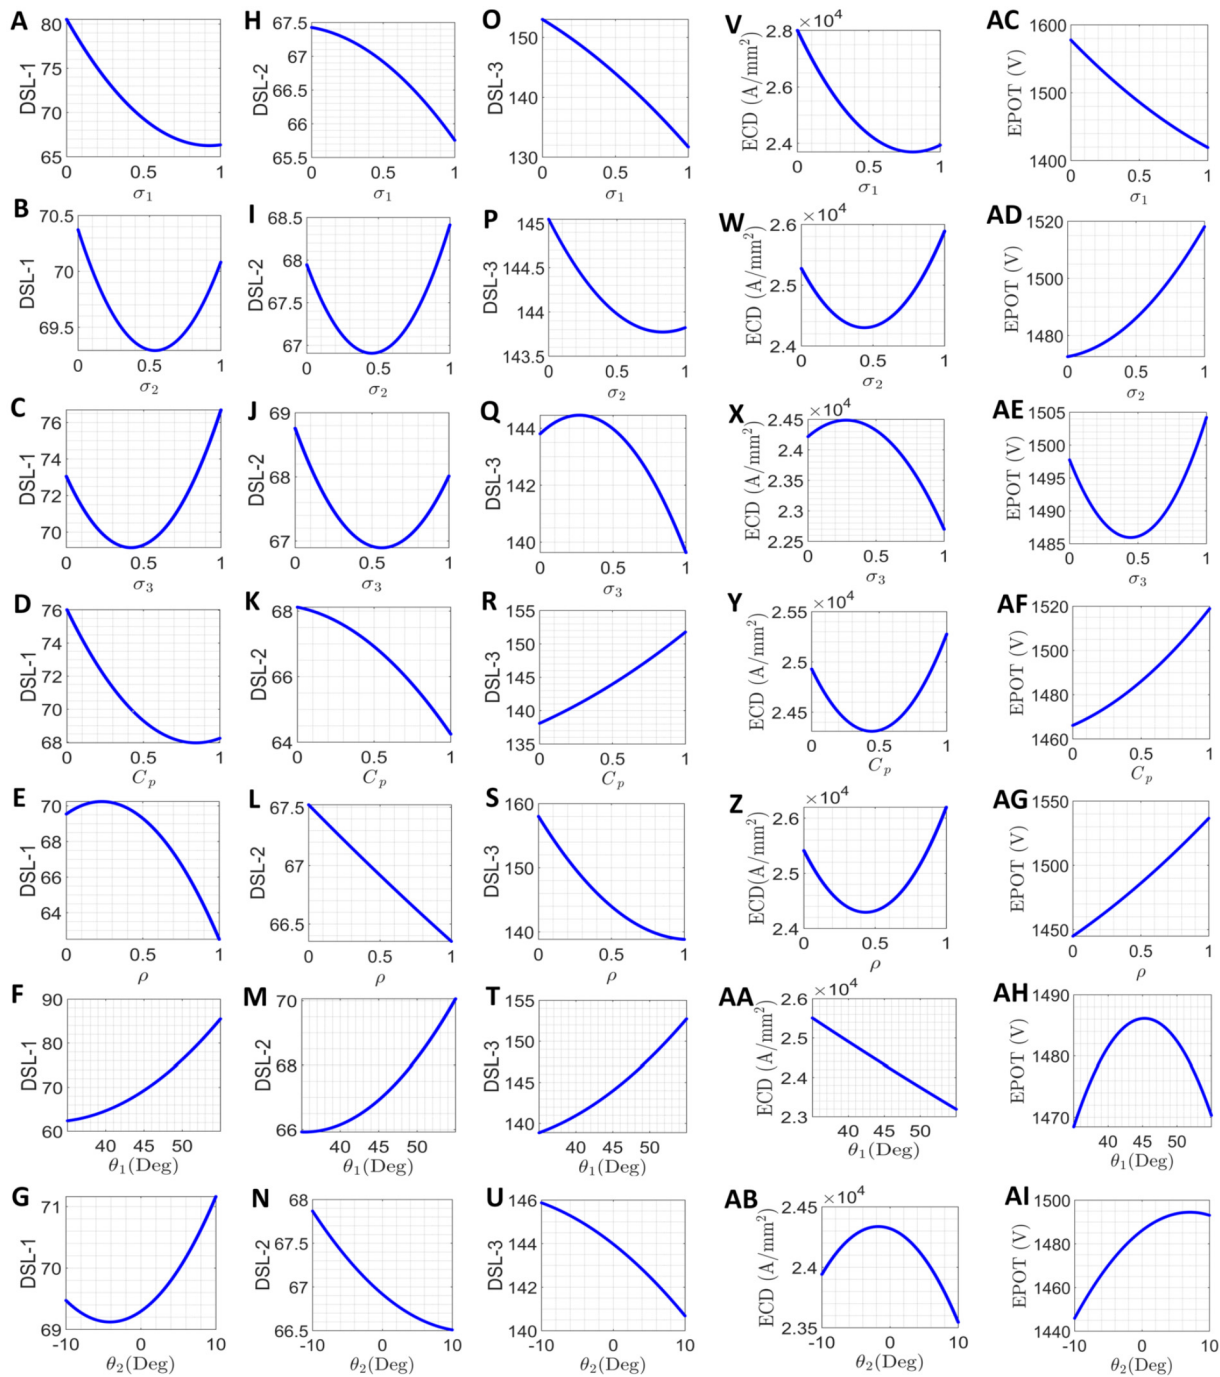 A
DSL-1
80
75
70
65
0 0.5 1
σ1
H
DSL-2
67.5
67
66.5
66
65.5
0 0.5 1
σ1
O
DSL-3
150
140
130
0 0.5 1
σ1
V
ECD (A/mm²)
×10⁴
2.8
2.6
2.4
0 0.5 1
σ1
AC
EPOT (V)
1600
1500
1400
0 0.5 1
σ1
B
DSL-1
70.5
70
69.5
0 0.5 1
σ2
I
DSL-2
68.5
68
67.5
67
0 0.5 1
σ2
P
DSL-3
145
144.5
144
143.5
0 0.5 1
σ2
W
ECD (A/mm²)
×10⁴
2.6
2.5
2.4
0 0.5 1
σ2
AD
EPOT (V)
1520
1500
1480
0 0.5 1
σ2
C
DSL-1
76
74
72
70
0 0.5 1
σ3
J
DSL-2
69
68
67
0 0.5 1
σ3
Q
DSL-3
144
142
140
0 0.5 1
σ3
X
ECD (A/mm²)
×10⁴
2.45
2.4
2.35
2.3
2.25
0 0.5 1
σ3
AE
EPOT (V)
1505
1500
1495
1490
1485
0 0.5 1
σ3
D
DSL-1
76
74
72
70
68
0 0.5 1
Cp
K
DSL-2
68
66
64
0 0.5 1
Cp
R
DSL-3
155
150
145
140
135
0 0.5 1
Cp
Y
ECD (A/mm²)
×10⁴
2.55
2.5
2.45
0 0.5 1
Cp
AF
EPOT (V)
1520
1500
1480
1460
0 0.5 1
Cp
E
DSL-1
70
68
66
64
0 0.5 1
ρ
L
DSL-2
67.5
67
66.5
0 0.5 1
ρ
S
DSL-3
160
150
140
0 0.5 1
ρ
Z
ECD(A/mm²)
×10⁴
2.6
2.5
2.4
0 0.5 1
ρ
AG
EPOT (V)
1550
1500
1450
0 0.5 1
ρ
F
DSL-1
90
80
70
60
40 45 50
θ1(Deg)
M
DSL-2
70
68
66
40 45 50
θ1(Deg)
T
DSL-3
155
150
145
140
40 45 50
θ1(Deg)
AA
ECD (A/mm²)
×10⁴
2.6
2.5
2.4
2.3
40 45 50
θ1(Deg)
AH
EPOT (V)
1490
1480
1470
40 45 50
θ1(Deg)
G
DSL-1
71
70
69
-10 0 10
θ2(Deg)
N
DSL-2
68
67.5
67
66.5
-10 0 10
θ2(Deg)
U
DSL-3
146
144
142
140
-10 0 10
θ2(Deg)
AB
ECD (A/mm²)
×10⁴
2.45
2.4
2.35
-10 0 10
θ2(Deg)
AI
EPOT (V)
1500
1480
1460
1440
-10 0 10
θ2(Deg)